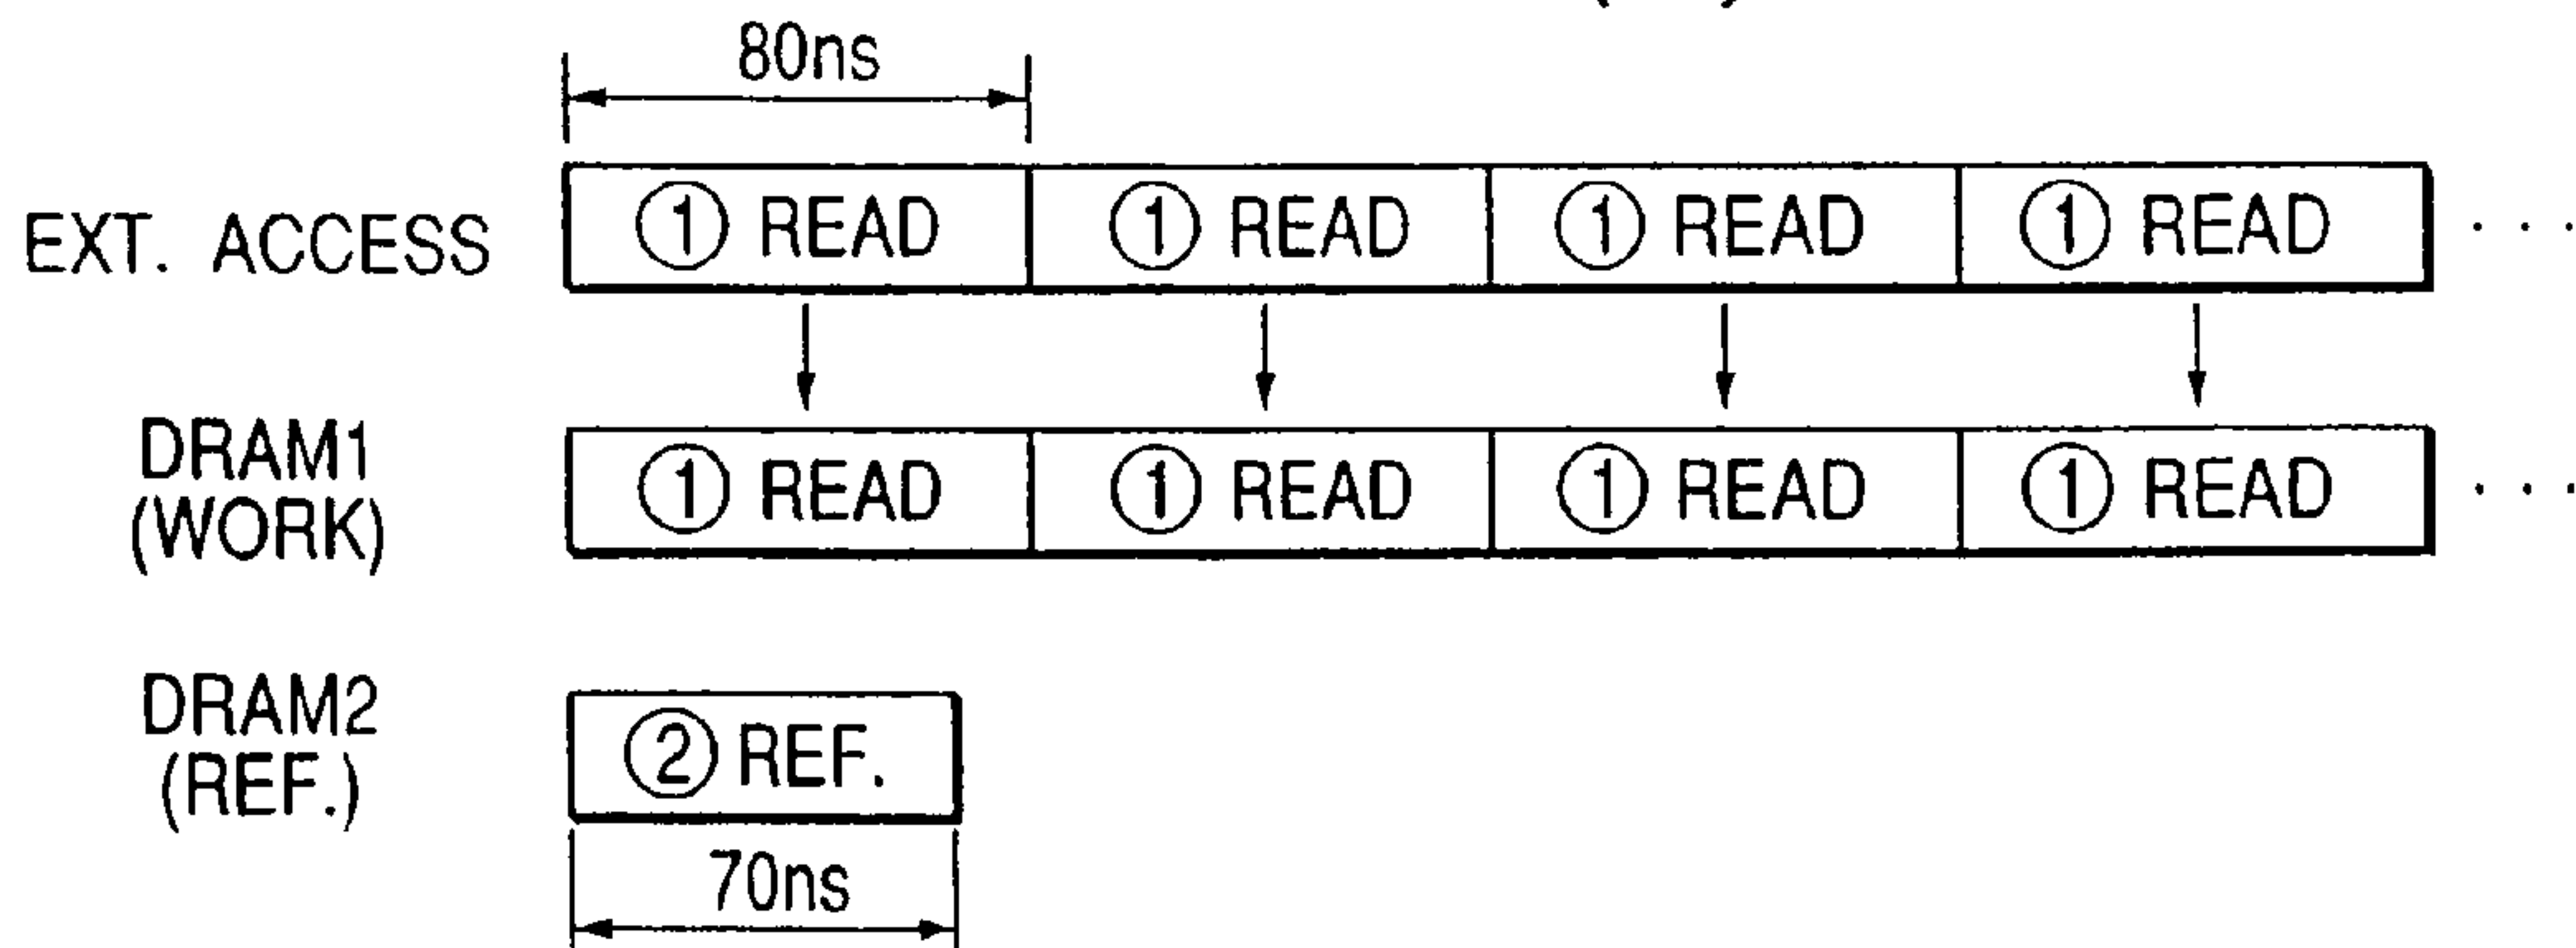 80ns
EXT. ACCESS ① READ ① READ ① READ ① READ ...
DRAM1
(WORK)
① READ ① READ ① READ ① READ ...
DRAM2
(REF.)
② REF.
70ns